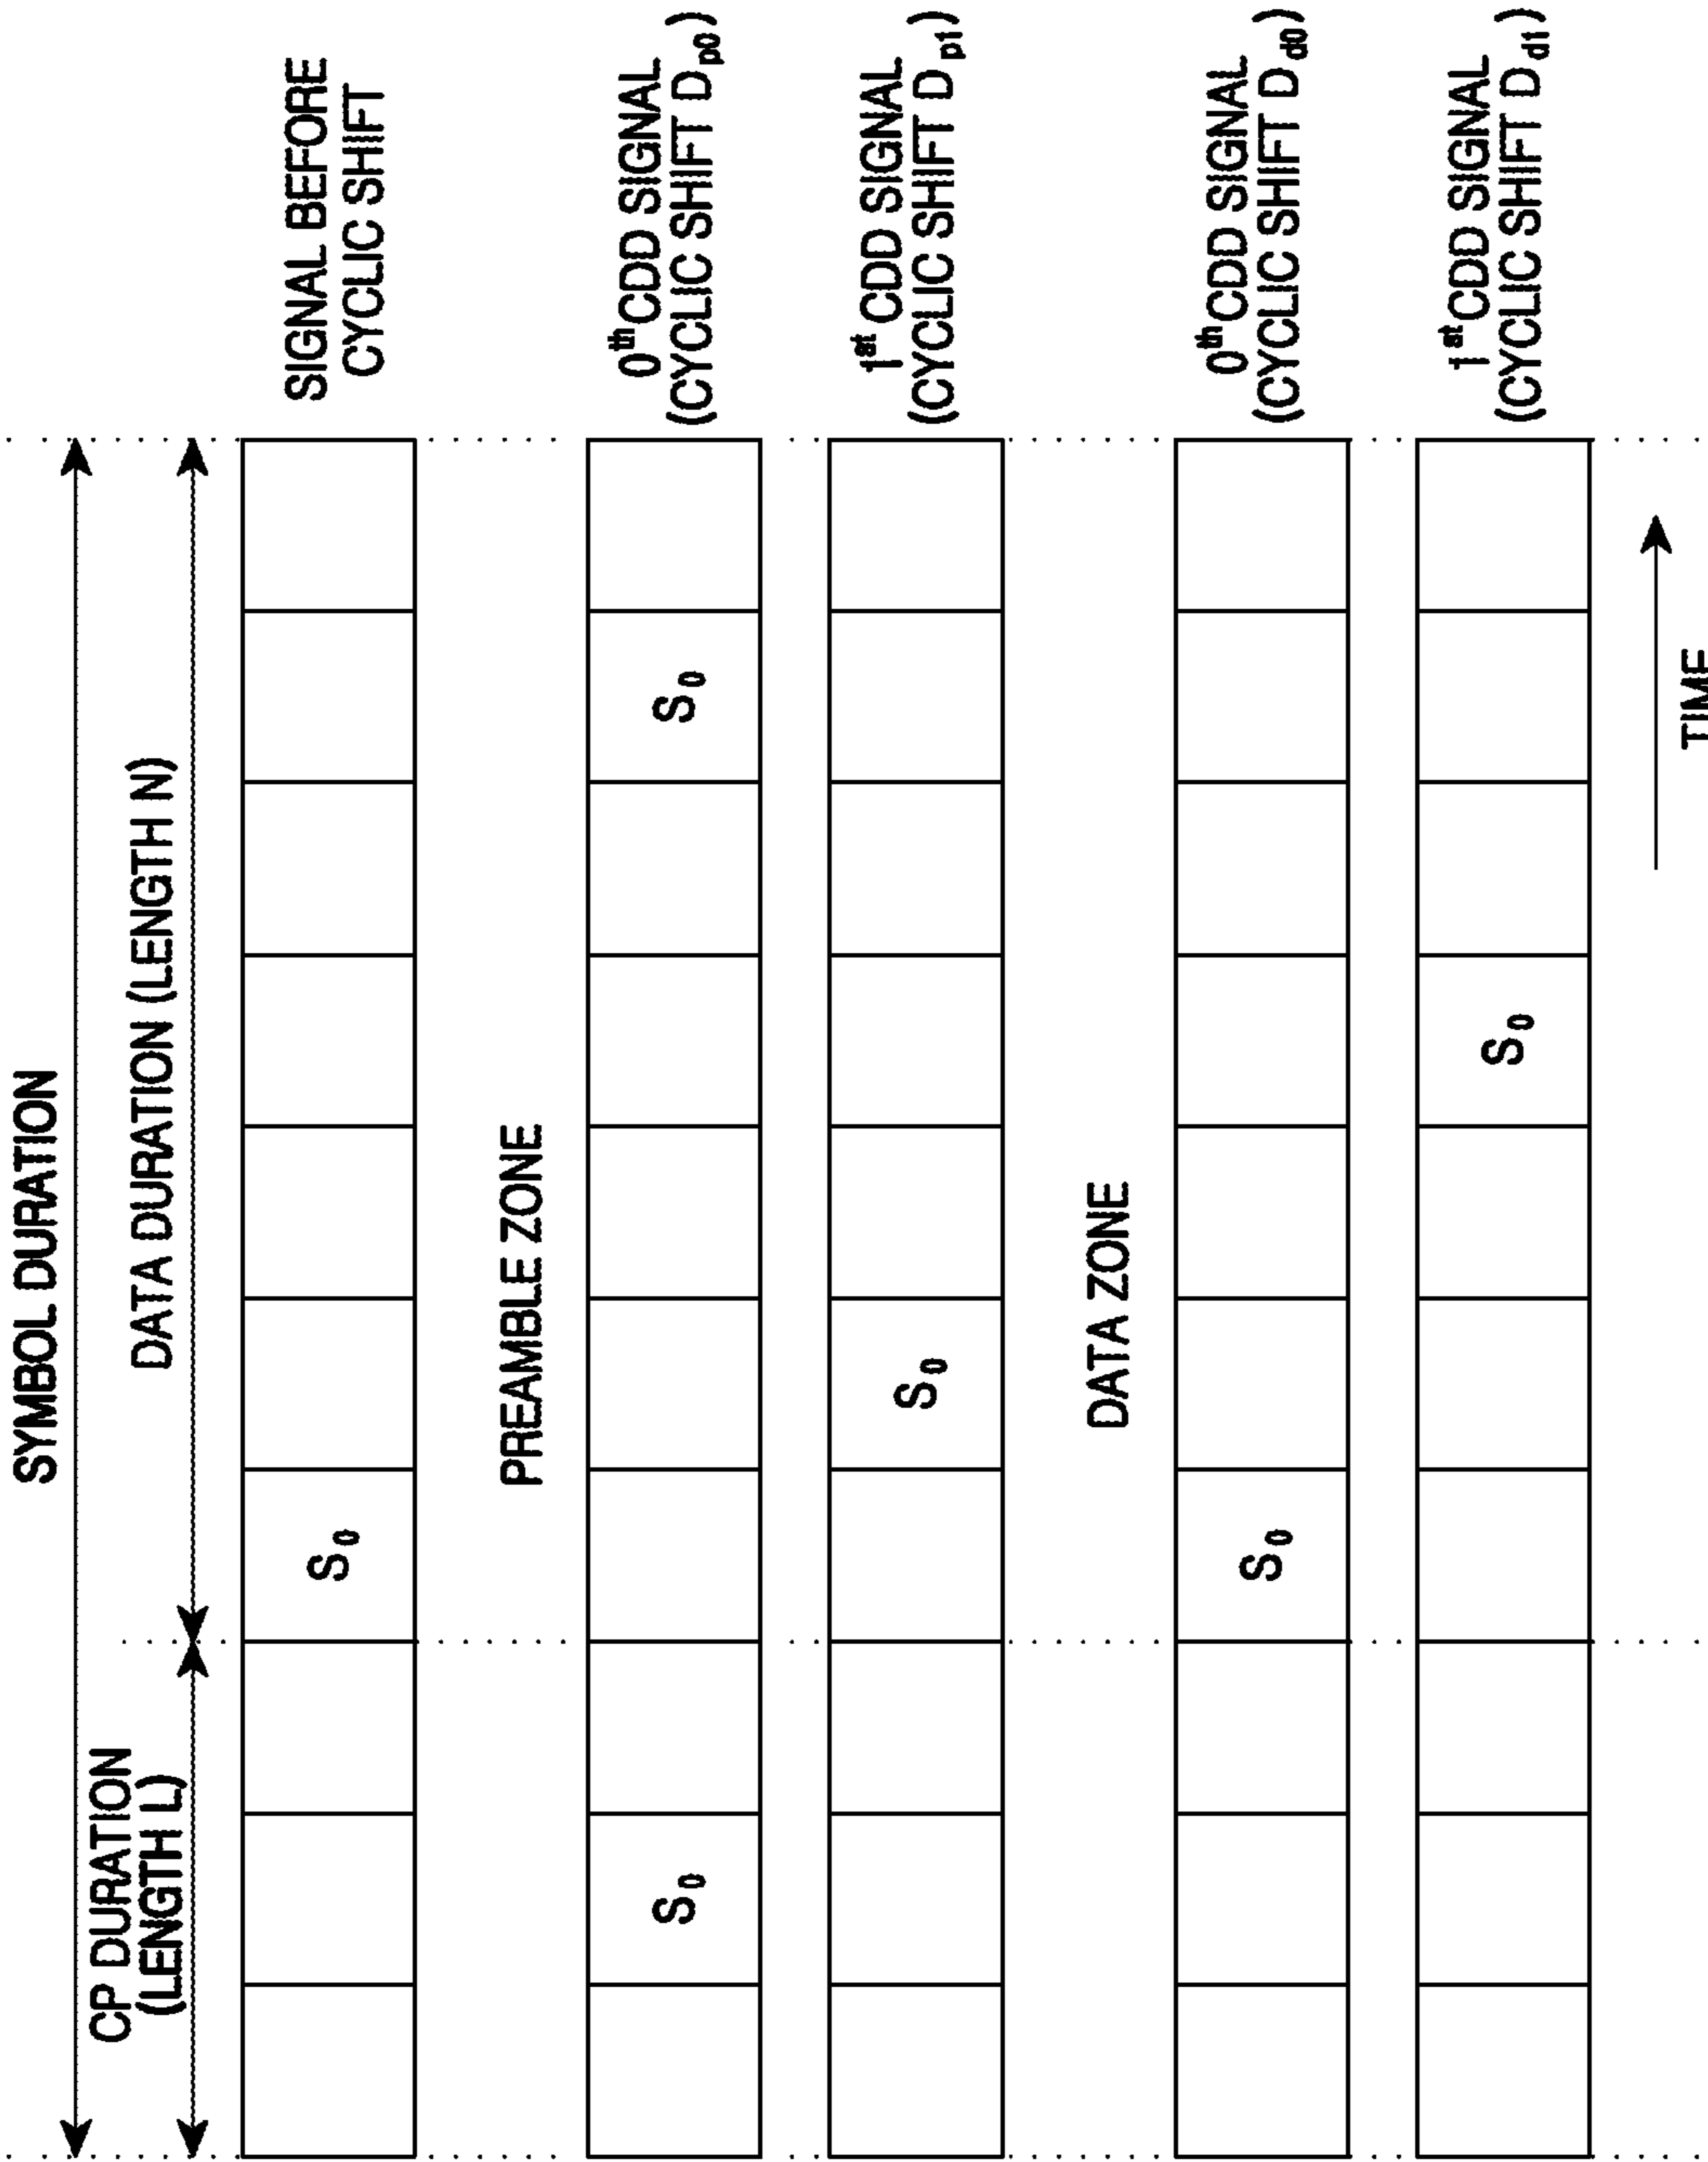 SYMBOL DURATION
CP DURATION
(LENGTH L)
DATA DURATION (LENGTH N)
S0
SIGNAL BEFORE
CYCLIC SHIFT
PREAMBLE ZONE
S0
S0
0th CDD SIGNAL
(CYCLIC SHIFT Dp0)
S0
1st CDD SIGNAL
(CYCLIC SHIFT Dp1)
DATA ZONE
S0
0th CDD SIGNAL
(CYCLIC SHIFT Dd0)
S0
1st CDD SIGNAL
(CYCLIC SHIFT Dd1)
TIME